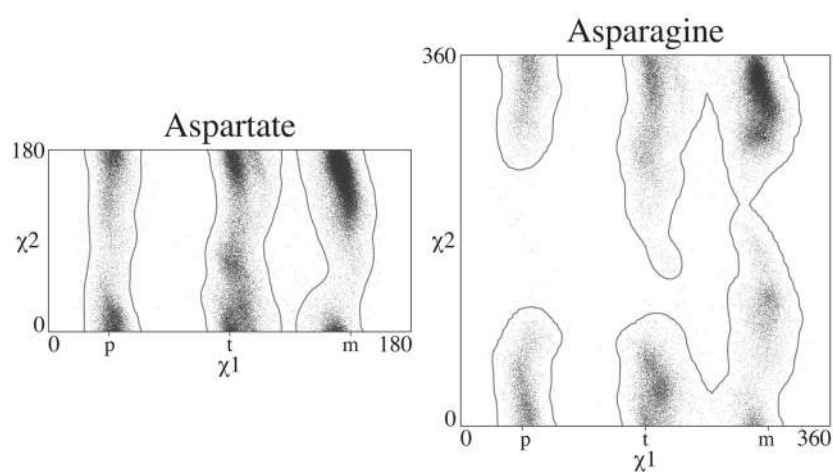 Aspartate
180
χ2
0
0 p t m 180
χ1
Asparagine
360
χ2
0
0 p t m 360
χ1